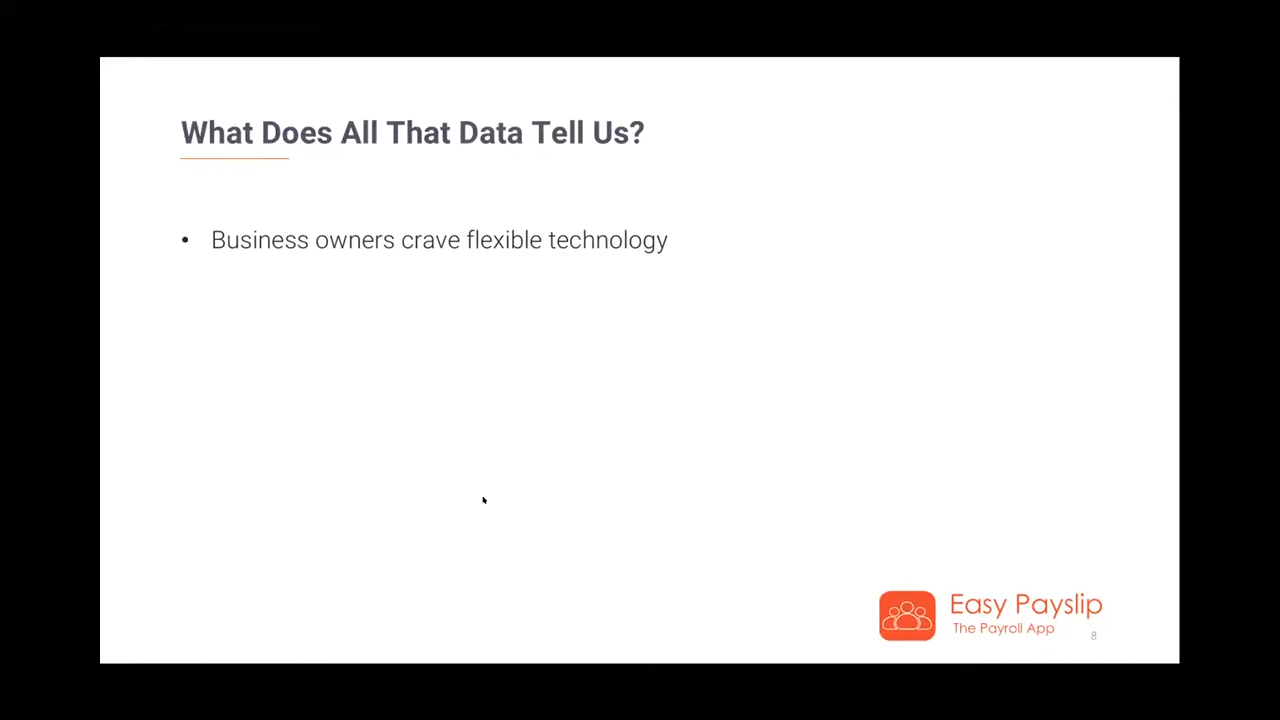 What Does All That Data Tell Us?
• Business owners crave flexible technology
Easy Payslip
The Payroll App
8